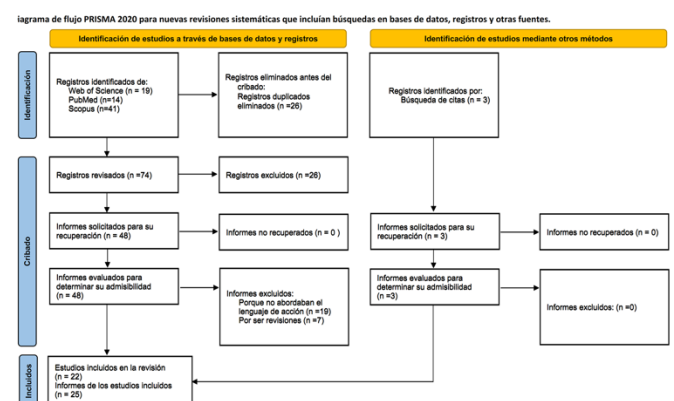 iagrama de flujo PRISMA 2020 para nuevas revisiones sistemáticas que incluían búsquedas en bases de datos, registros y otras fuentes.
Identificación de estudios a través de bases de datos y registros
Identificación de estudios mediante otros métodos
Identificación
Registros identificados de:
Web of Science (n = 19)
PubMed (n=14)
Scopus (n=41)
Registros eliminados antes del
cribado:
Registros duplicados
eliminados (n =26)
Registros identificados por:
Búsqueda de citas (n = 3)
Cribado
Registros revisados (n =74)
Registros excluidos (n =26)
Informes solicitados para su
recuperación (n = 48)
Informes no recuperados (n = 0 )
Informes solicitados para su
recuperación (n = 3)
Informes no recuperados (n = 0)
Informes evaluados para
determinar su admisibilidad
(n = 48)
Informes excluidos:
Porque no abordaban el
lenguaje de acción (n =19)
Por ser revisiones (n =7)
Informes evaluados para
determinar su admisibilidad
(n =3)
Informes excluidos: (n =0)
Incluidos
Estudios incluidos en la revisión
(n = 22)
Informes de los estudios incluidos
(n = 25)